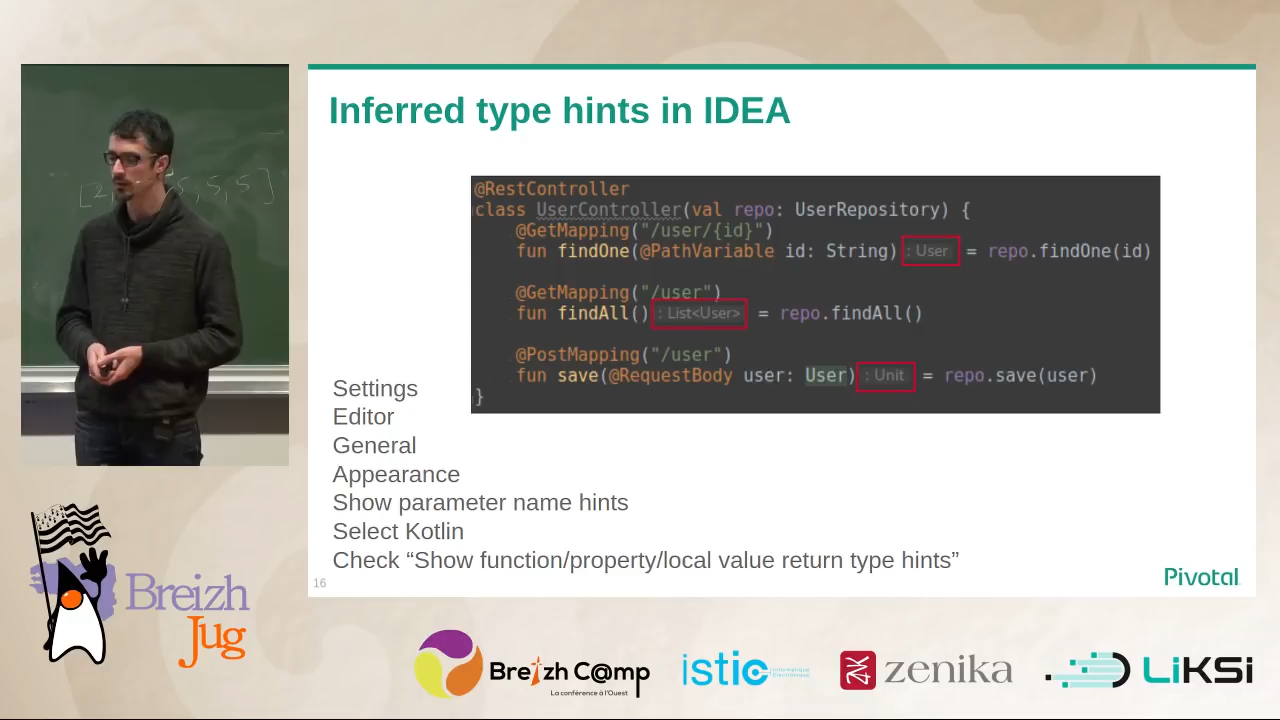 Inferred type hints in IDEA
@RestController
class UserController(val repo: UserRepository) {
@GetMapping("/user/{id}")
fun findOne(@PathVariable id: String) : User = repo.findOne(id)
@GetMapping("/user")
fun findAll() : List<User> = repo.findAll()
@PostMapping("/user")
fun save(@RequestBody user: User) : Unit = repo.save(user)
}
Settings
Editor
General
Appearance
Show parameter name hints
Select Kotlin
Check “Show function/property/local value return type hints”
16
Pivotal
Breizh
Jug
Breizh C@mp
La conférence à l'Ouest
istic
Informatique
Électronique
zenika
LiKSi